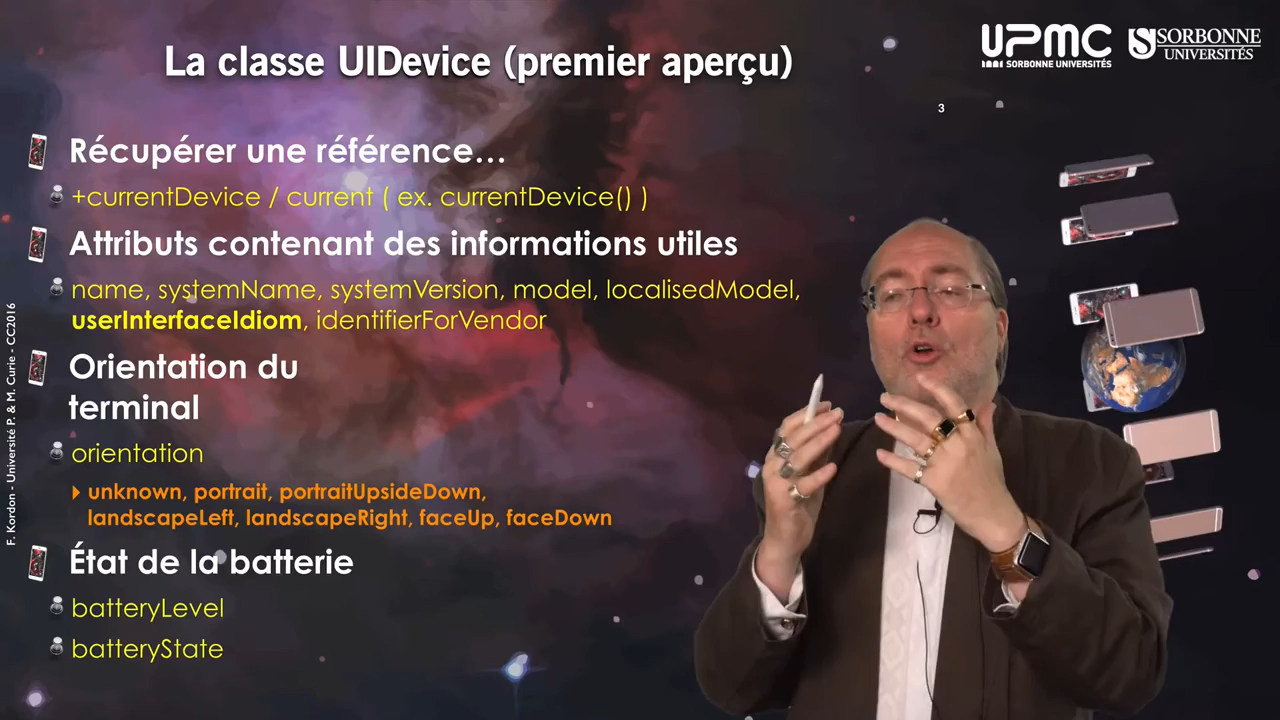 La classe UIDevice (premier aperçu)
UPMC
SORBONNE UNIVERSITÉS
SORBONNE
UNIVERSITÉS
3
Récupérer une référence…
+currentDevice / current ( ex. currentDevice() )
Attributs contenant des informations utiles
name, systemName, systemVersion, model, localisedModel,
userInterfaceIdiom, identifierForVendor
Orientation du
terminal
orientation
unknown, portrait, portraitUpsideDown,
landscapeLeft, landscapeRight, faceUp, faceDown
État de la batterie
batteryLevel
batteryState
F. Kordon - Université P. & M. Curie - CC2016